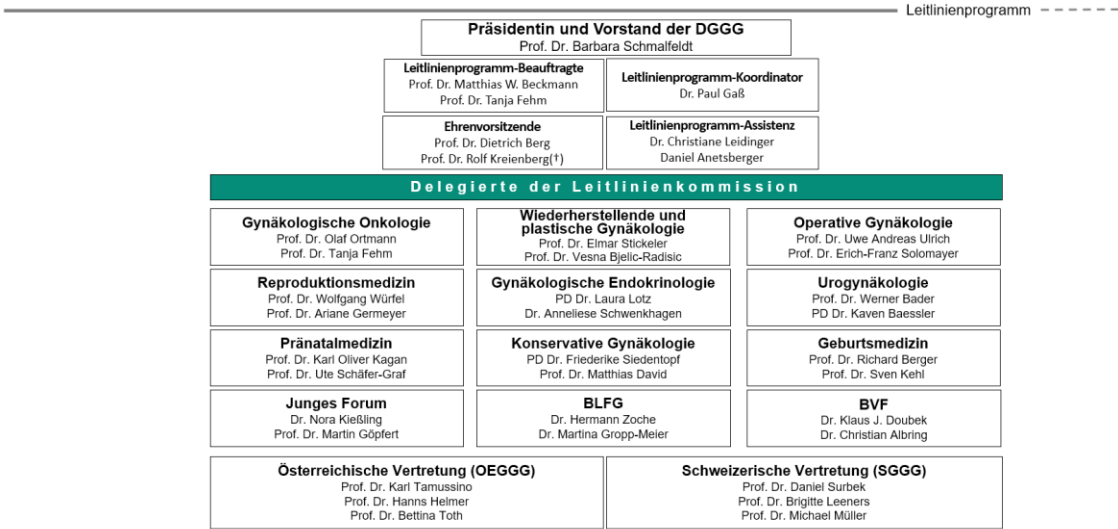 Leitlinienprogramm
Präsidentin und Vorstand der DGGG
Prof. Dr. Barbara Schmalfeldt
Leitlinienprogramm-Beauftragte
Prof. Dr. Matthias W. Beckmann
Prof. Dr. Tanja Fehm
Leitlinienprogramm-Koordinator
Dr. Paul Gaß
Ehrenvorsitzende
Prof. Dr. Dietrich Berg
Prof. Dr. Rolf Kreienberg(†)
Leitlinienprogramm-Assistenz
Dr. Christiane Leidinger
Daniel Anetsberger
Delegierte der Leitlinienkommission
Gynäkologische Onkologie
Prof. Dr. Olaf Ortmann
Prof. Dr. Tanja Fehm
Wiederherstellende und
plastische Gynäkologie
Prof. Dr. Elmar Stickeler
Prof. Dr. Vesna Bjelic-Radisic
Operative Gynäkologie
Prof. Dr. Uwe Andreas Ulrich
Prof. Dr. Erich-Franz Solomayer
Reproduktionsmedizin
Prof. Dr. Wolfgang Würfel
Prof. Dr. Ariane Germeyer
Gynäkologische Endokrinologie
PD Dr. Laura Lotz
Dr. Anneliese Schwenkhagen
Urogynäkologie
Prof. Dr. Werner Bader
PD Dr. Kaven Baessler
Pränatalmedizin
Prof. Dr. Karl Oliver Kagan
Prof. Dr. Ute Schäfer-Graf
Konservative Gynäkologie
PD Dr. Friederike Siedentopf
Prof. Dr. Matthias David
Geburtsmedizin
Prof. Dr. Richard Berger
Prof. Dr. Sven Kehl
Junges Forum
Dr. Nora Kießling
Prof. Dr. Martin Göpfert
BLFG
Dr. Hermann Zoche
Dr. Martina Gropp-Meier
BVF
Dr. Klaus J. Doubek
Dr. Christian Albring
Österreichische Vertretung (OEGGG)
Prof. Dr. Karl Tamussino
Prof. Dr. Hanns Helmer
Prof. Dr. Bettina Toth
Schweizerische Vertretung (SGGG)
Prof. Dr. Daniel Surbek
Prof. Dr. Brigitte Leeners
Prof. Dr. Michael Müller